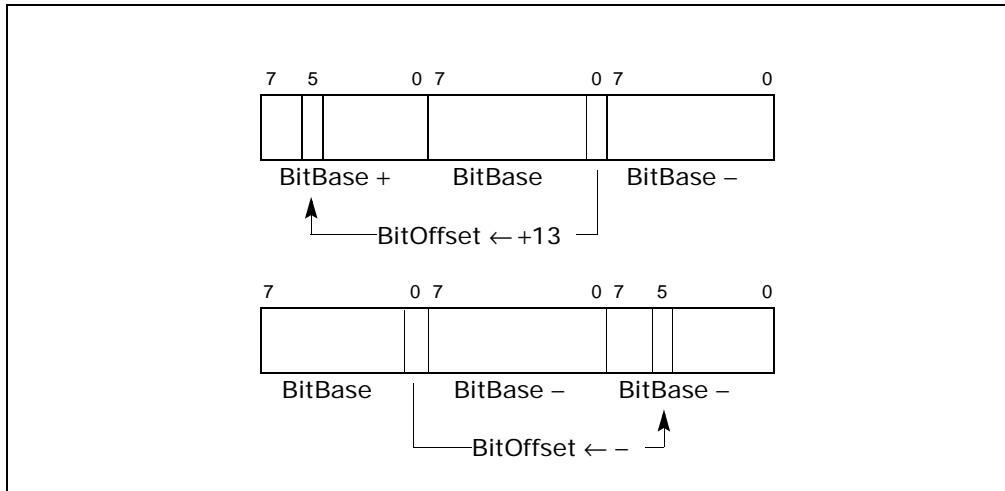 7 5 0 7 0 7 0
BitBase + BitBase BitBase −
BitOffset ← +13
7 0 7 0 7 5 0
BitBase BitBase − BitBase −
BitOffset ← −